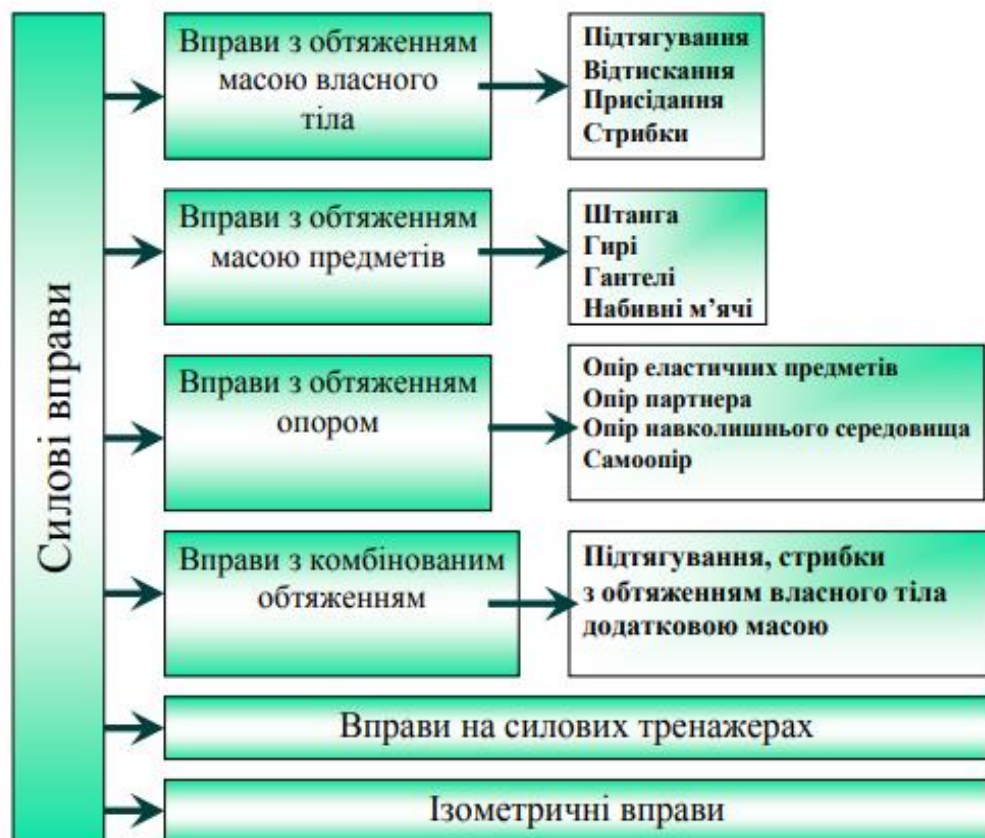 Силові вправи
Вправи з обтяженням
масою власного
тіла
Підтягування
Відтискання
Присідання
Стрибки
Вправи з обтяженням
масою предметів
Штанга
Гирі
Гантелі
Набивні м’ячі
Вправи з обтяженням
опором
Опір еластичних предметів
Опір партнера
Опір навколишнього середовища
Самоопір
Вправи з комбінованим
обтяженням
Підтягування, стрибки
з обтяженням власного тіла
додатковою масою
Вправи на силових тренажерах
Ізометричні вправи